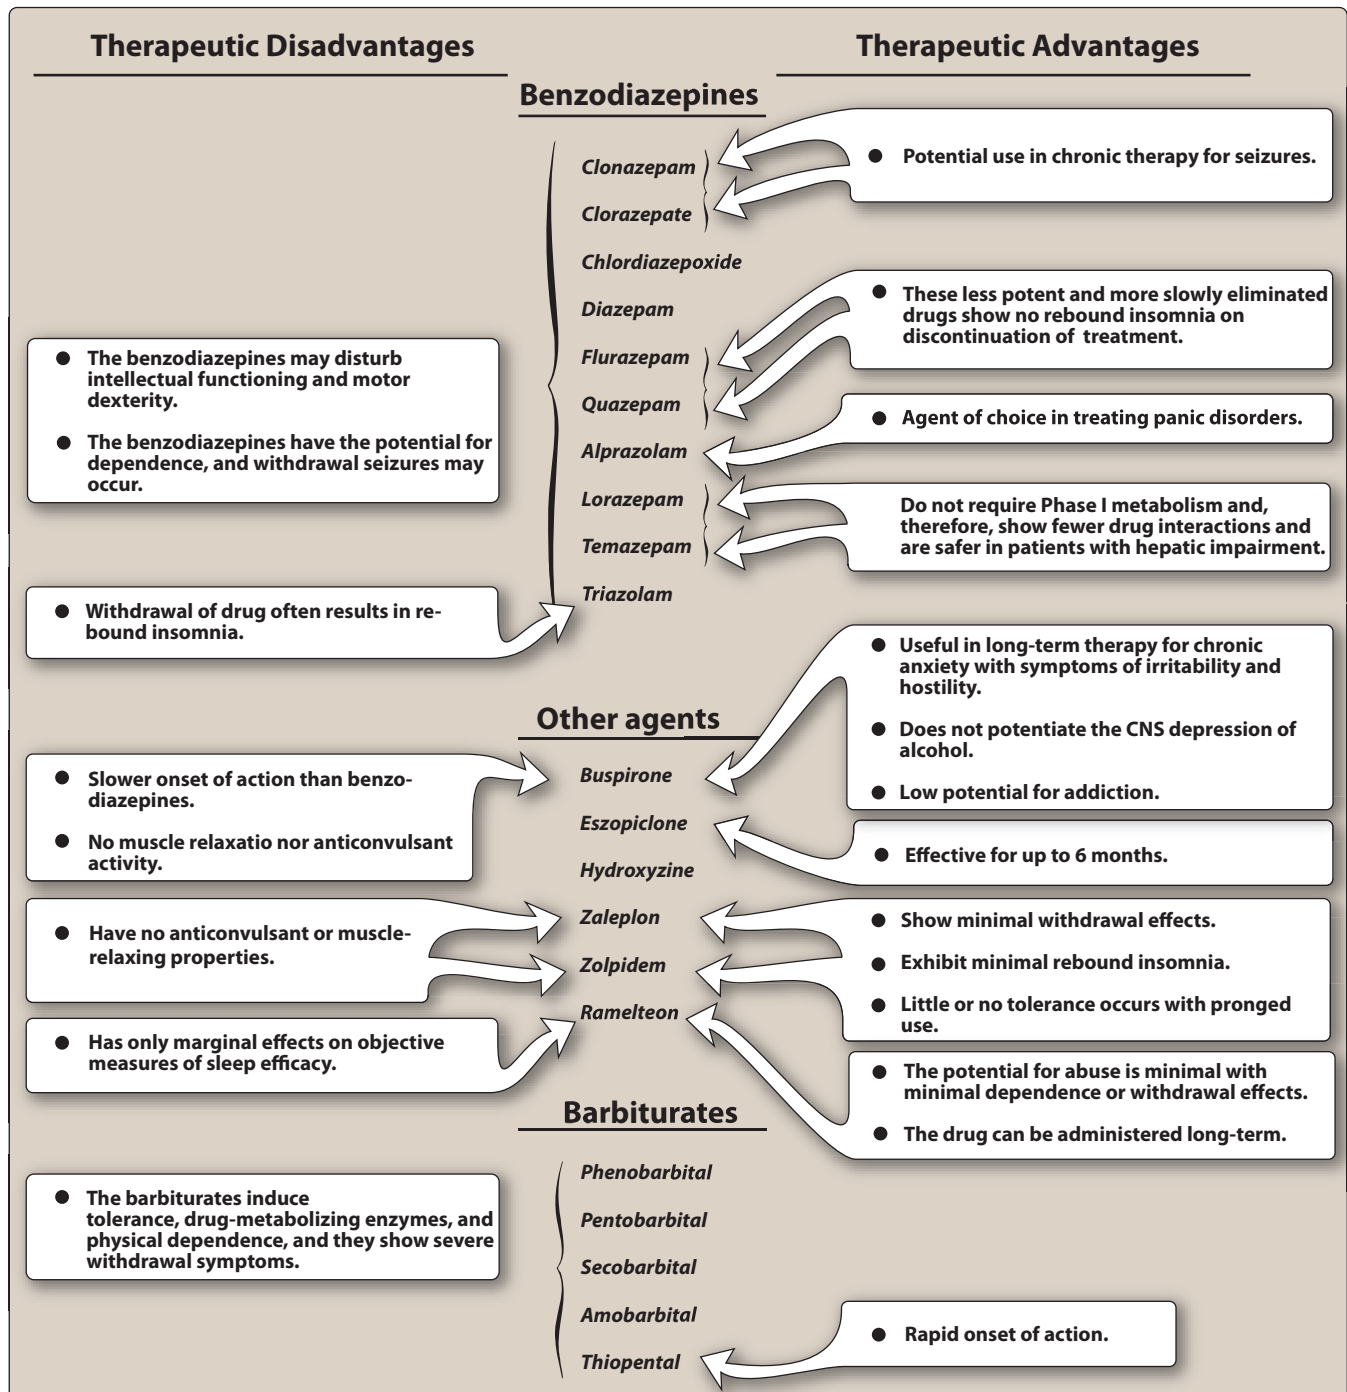 Therapeutic Disadvantages
Therapeutic Advantages
Benzodiazepines
Clonazepam
Clorazepate
Chlordiazepoxide
Diazepam
Flurazepam
Quazepam
Alprazolam
Lorazepam
Temazepam
Triazolam
● Potential use in chronic therapy for seizures.
● These less potent and more slowly eliminated
drugs show no rebound insomnia on
discontinuation of treatment.
● Agent of choice in treating panic disorders.
Do not require Phase I metabolism and,
therefore, show fewer drug interactions and
are safer in patients with hepatic impairment.
● The benzodiazepines may disturb
intellectual functioning and motor
dexterity.
● The benzodiazepines have the potential for
dependence, and withdrawal seizures may
occur.
● Withdrawal of drug often results in re-
bound insomnia.
Other agents
Buspirone
Eszopiclone
Hydroxyzine
Zaleplon
Zolpidem
Ramelteon
● Useful in long-term therapy for chronic
anxiety with symptoms of irritability and
hostility.
● Does not potentiate the CNS depression of
alcohol.
● Low potential for addiction.
● Effective for up to 6 months.
● Show minimal withdrawal effects.
● Exhibit minimal rebound insomnia.
● Little or no tolerance occurs with pronged
use.
● The potential for abuse is minimal with
minimal dependence or withdrawal effects.
● The drug can be administered long-term.
● Slower onset of action than benzo-
diazepines.
● No muscle relaxatio nor anticonvulsant
activity.
● Have no anticonvulsant or muscle-
relaxing properties.
● Has only marginal effects on objective
measures of sleep efficacy.
Barbiturates
Phenobarbital
Pentobarbital
Secobarbital
Amobarbital
Thiopental
● The barbiturates induce
tolerance, drug-metabolizing enzymes, and
physical dependence, and they show severe
withdrawal symptoms.
● Rapid onset of action.